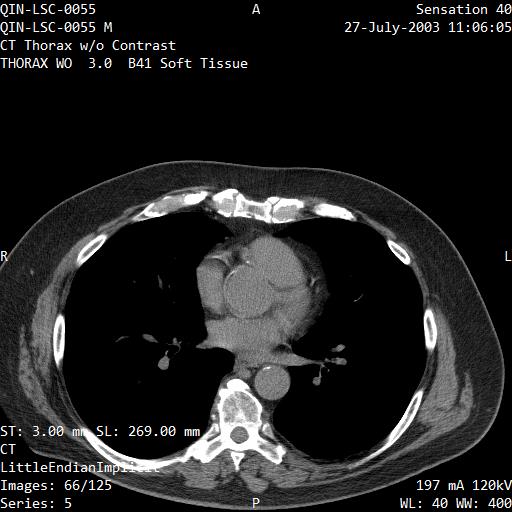 QIN-LSC-0055
A
Sensation 40
QIN-LSC-0055 M
27-July-2003 11:06:05
CT Thorax w/o Contrast
THORAX WO 3.0 B41 Soft Tissue
R
L
ST: 3.00 mm SL: 269.00 mm
CT
LittleEndianImplicit
Images: 66/125
197 mA 120kV
Series: 5
P
WL: 40 WW: 400